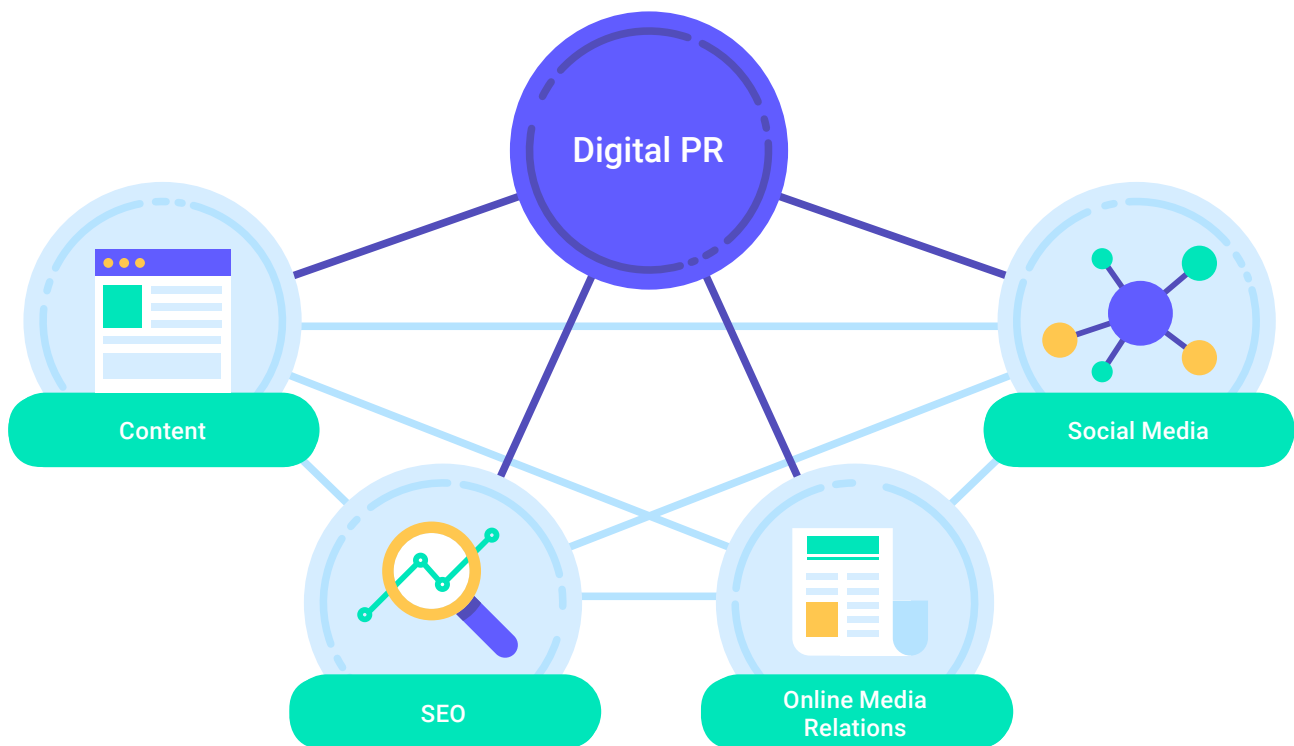 Digital PR
Content
Social Media
SEO
Online Media
Relations